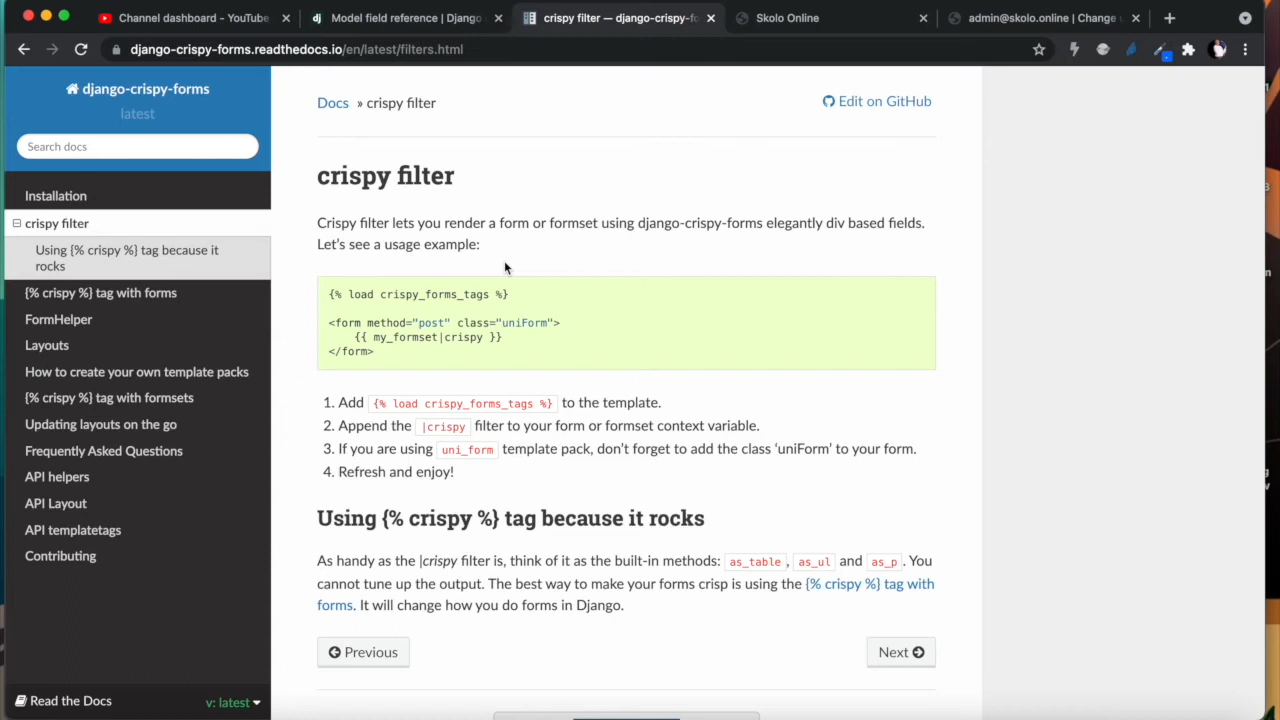 Channel dashboard - YouTube
Model field reference | Django
crispy filter — django-crispy-fo
Skolo Online
admin@skolo.online | Change u
django-crispy-forms.readthedocs.io/en/latest/filters.html
django-crispy-forms
latest
Search docs
Installation
crispy filter
Using {% crispy %} tag because it
rocks
{% crispy %} tag with forms
FormHelper
Layouts
How to create your own template packs
{% crispy %} tag with formsets
Updating layouts on the go
Frequently Asked Questions
API helpers
API Layout
API templatetags
Contributing
Read the Docs
v: latest
Docs » crispy filter
Edit on GitHub
crispy filter
Crispy filter lets you render a form or formset using django-crispy-forms elegantly div based fields.
Let's see a usage example:
{% load crispy_forms_tags %}
<form method="post" class="uniForm">
{{ my_formset|crispy }}
</form>
1. Add {% load crispy_forms_tags %} to the template.
2. Append the |crispy filter to your form or formset context variable.
3. If you are using uni_form template pack, don't forget to add the class 'uniForm' to your form.
4. Refresh and enjoy!
Using {% crispy %} tag because it rocks
As handy as the |crispy filter is, think of it as the built-in methods: as_table, as_ul and as_p. You
cannot tune up the output. The best way to make your forms crisp is using the {% crispy %} tag with
forms. It will change how you do forms in Django.
Previous
Next